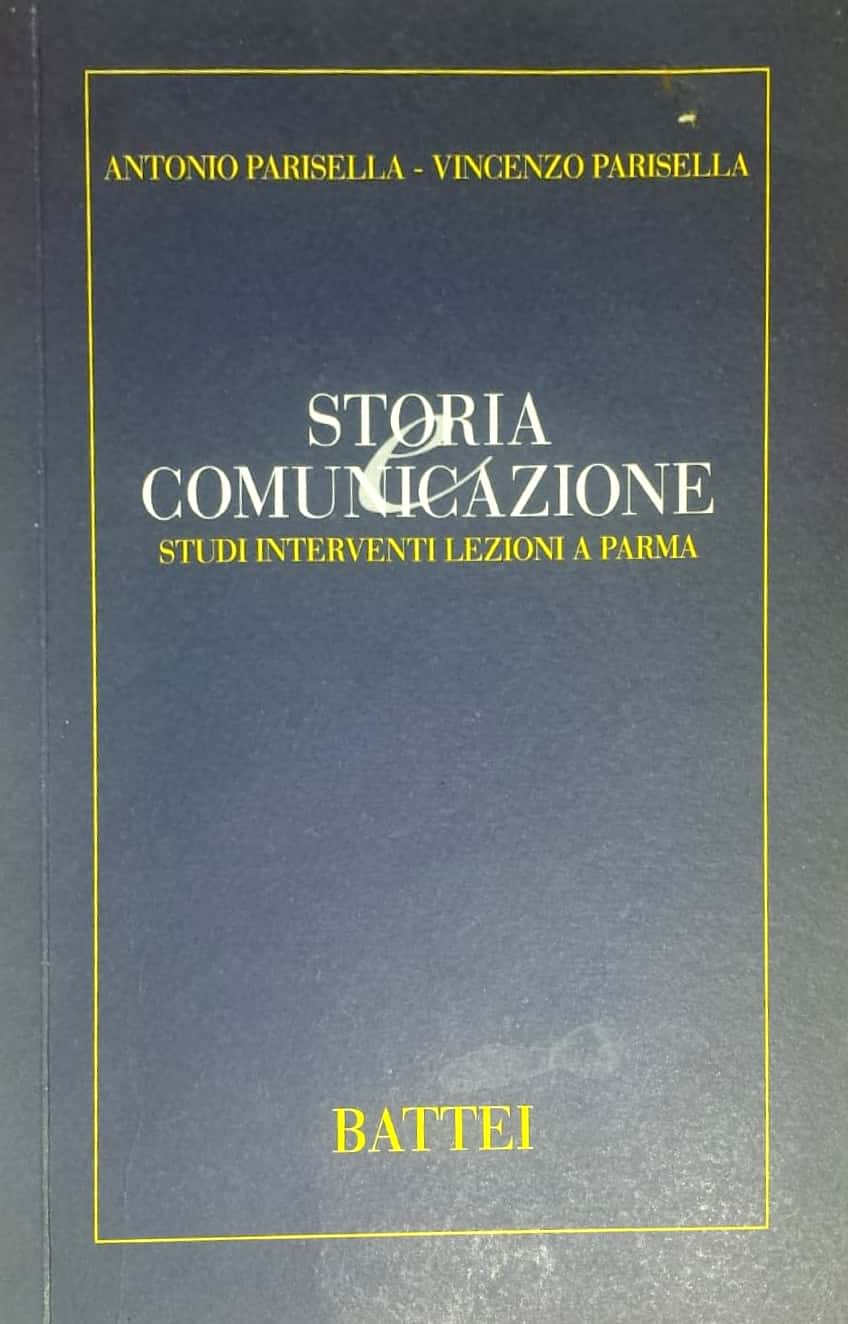 ANTONIO PARISELLA - VINCENZO PARISELLA
STORIA
e
COMUNICAZIONE
STUDI INTERVENTI LEZIONI A PARMA
BATTEI